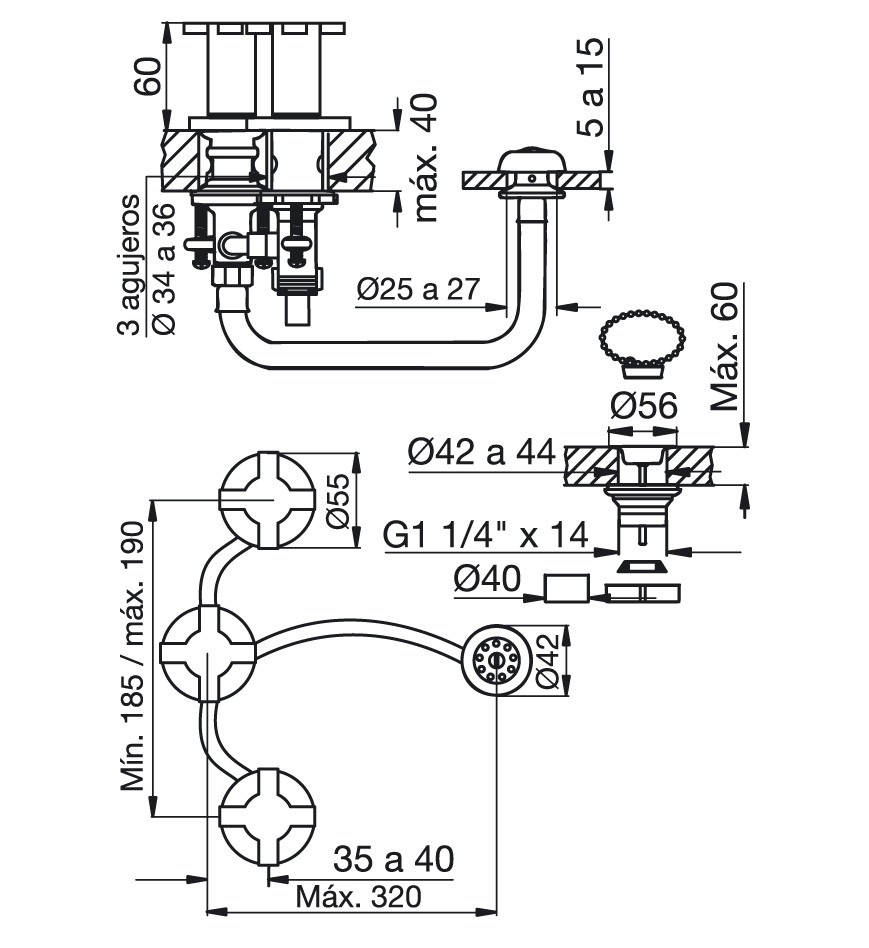 60
máx. 40
5 a 15
3 agujeros
Ø 34 a 36
Ø25 a 27
Máx. 60
Ø56
Ø42 a 44
Ø55
G1 1/4" x 14
Ø40
Mín. 185 / máx. 190
Ø42
35 a 40
Máx. 320